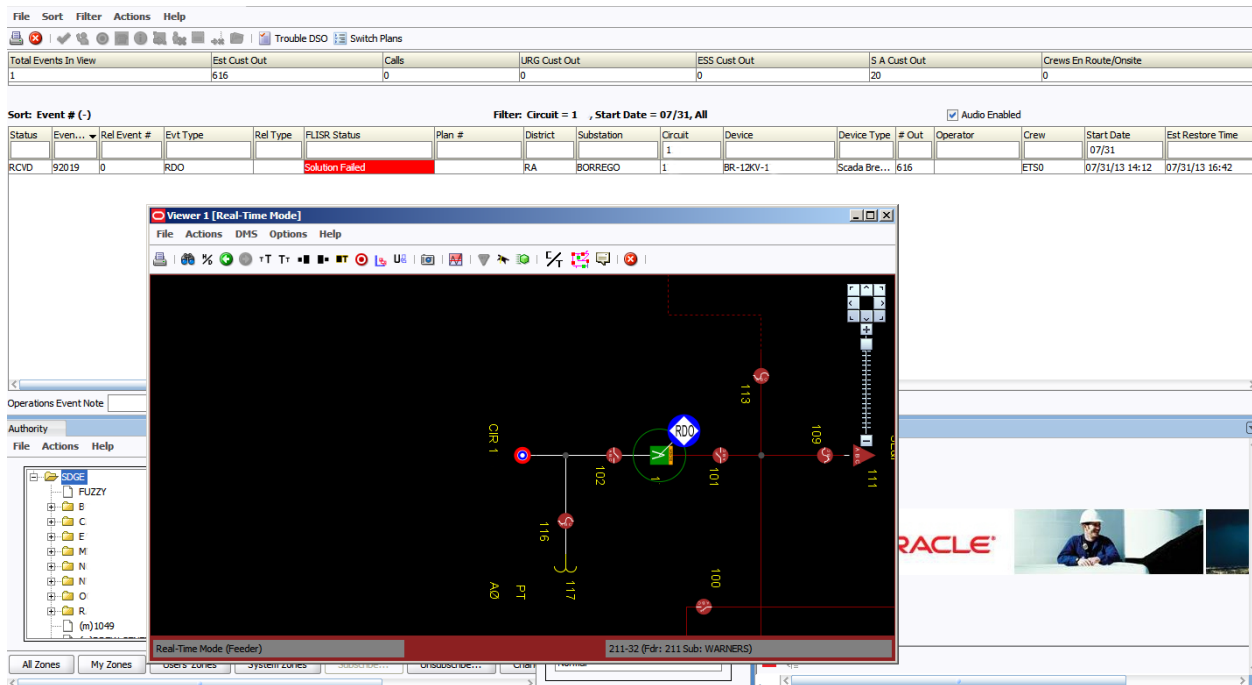 File Sort Filter Actions Help
Trouble DSO Switch Plans
Total Events In View Est Cust Out Calls URG Cust Out ESS Cust Out S A Cust Out Crews En Route/Onsite
1 616 0 0 0 20 0
Sort: Event # (-) Filter: Circuit = 1 , Start Date = 07/31, All Audio Enabled
Status Even... Rel Event # Evt Type Rel Type FLISR Status Plan # District Substation Circuit Device Device Type # Out Operator Crew Start Date Est Restore Time
1 07/31
RCVD 92019 0 RDO Solution Failed RA BORREGO 1 BR-12KV-1 Scada Bre... 616 ETS0 07/31/13 14:12 07/31/13 16:42
Viewer 1 [Real-Time Mode]
File Actions DMS Options Help
113
RDO
CIR 1
109
102
1
101
111
116
117
PT
AØ
100
Real-Time Mode (Feeder) 211-32 (Fdr: 211 Sub: WARNERS)
Operations Event Note
Authority
File Actions Help
SDGE
FUZZY
B
C
E
M
N
N
O
R
(m)1049
RACLE
All Zones My Zones Users Zones System Zones Subscribe... Unsubscribe...